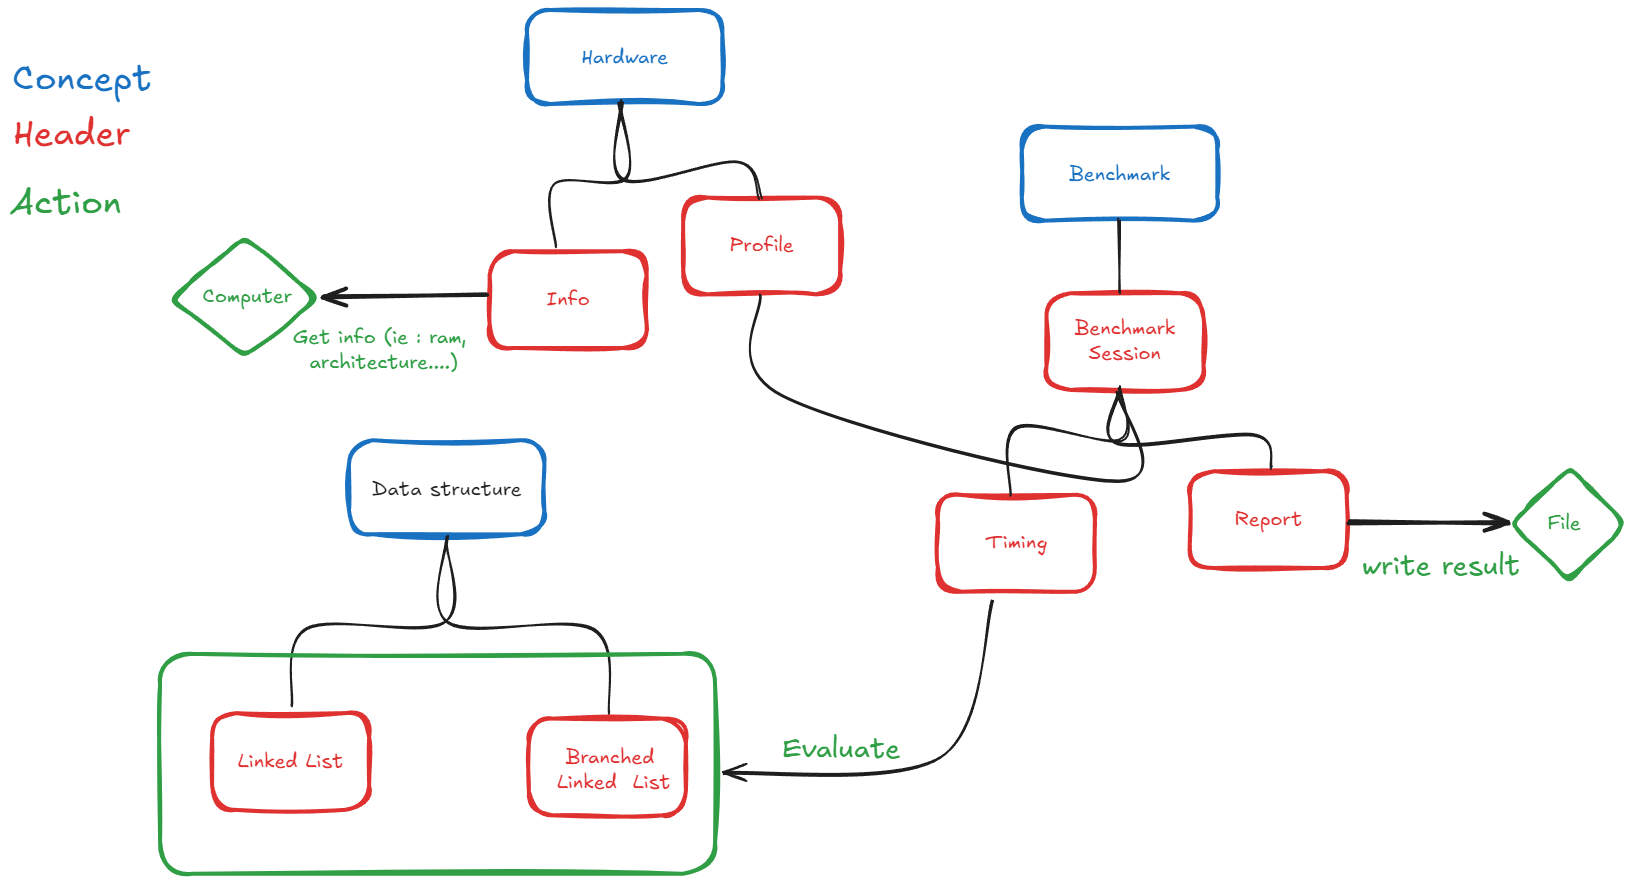 Concept
Header
Action
Hardware
Benchmark
Profile
Info
Computer
Get info (ie : ram,
architecture....)
Benchmark
Session
Data structure
Timing
Report
File
write result
Evaluate
Linked List
Branched
Linked List